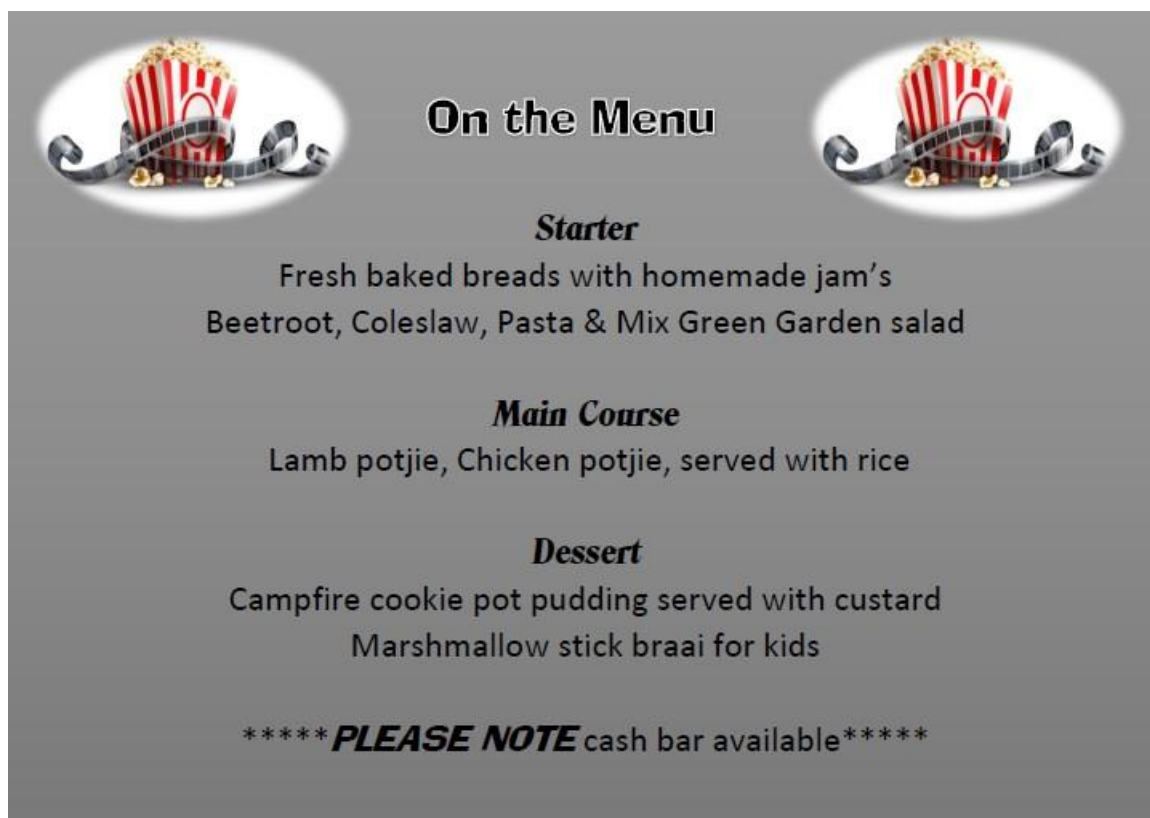 On the Menu
Starter
Fresh baked breads with homemade jam’s
Beetroot, Coleslaw, Pasta & Mix Green Garden salad
Main Course
Lamb potjie, Chicken potjie, served with rice
Dessert
Campfire cookie pot pudding served with custard
Marshmallow stick braai for kids
*****PLEASE NOTE cash bar available*****